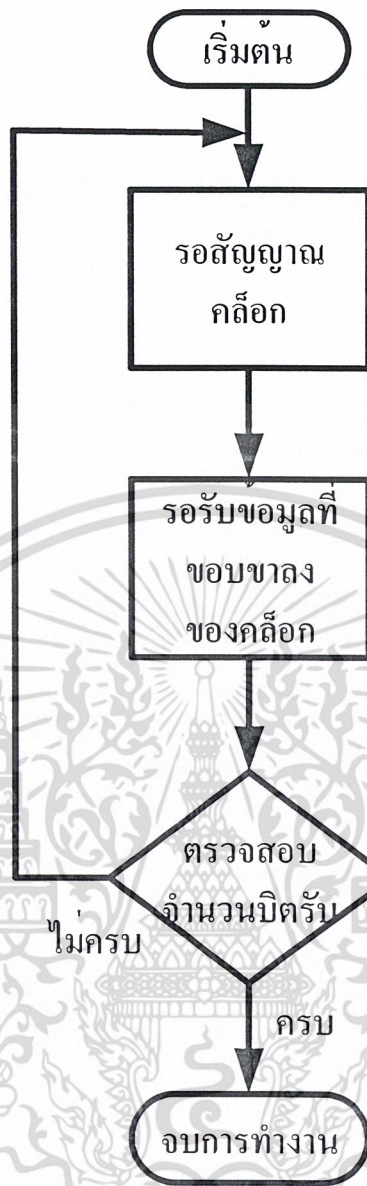 เริ่มต้น
รอสัญญาณ
คล็อก
รอรับข้อมูลที่
ขอบขาลง
ของคล็อก
ตรวจสอบ
จำนวนบิตรับ
ไม่ครบ
ครบ
จบการทำงาน